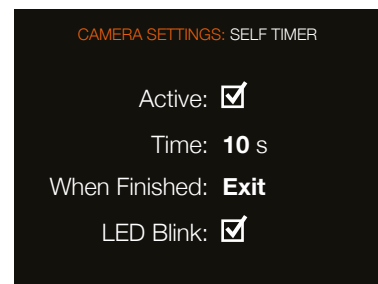 CAMERA SETTINGS: SELF TIMER
Active:
Time: 10 s
When Finished: Exit
LED Blink: